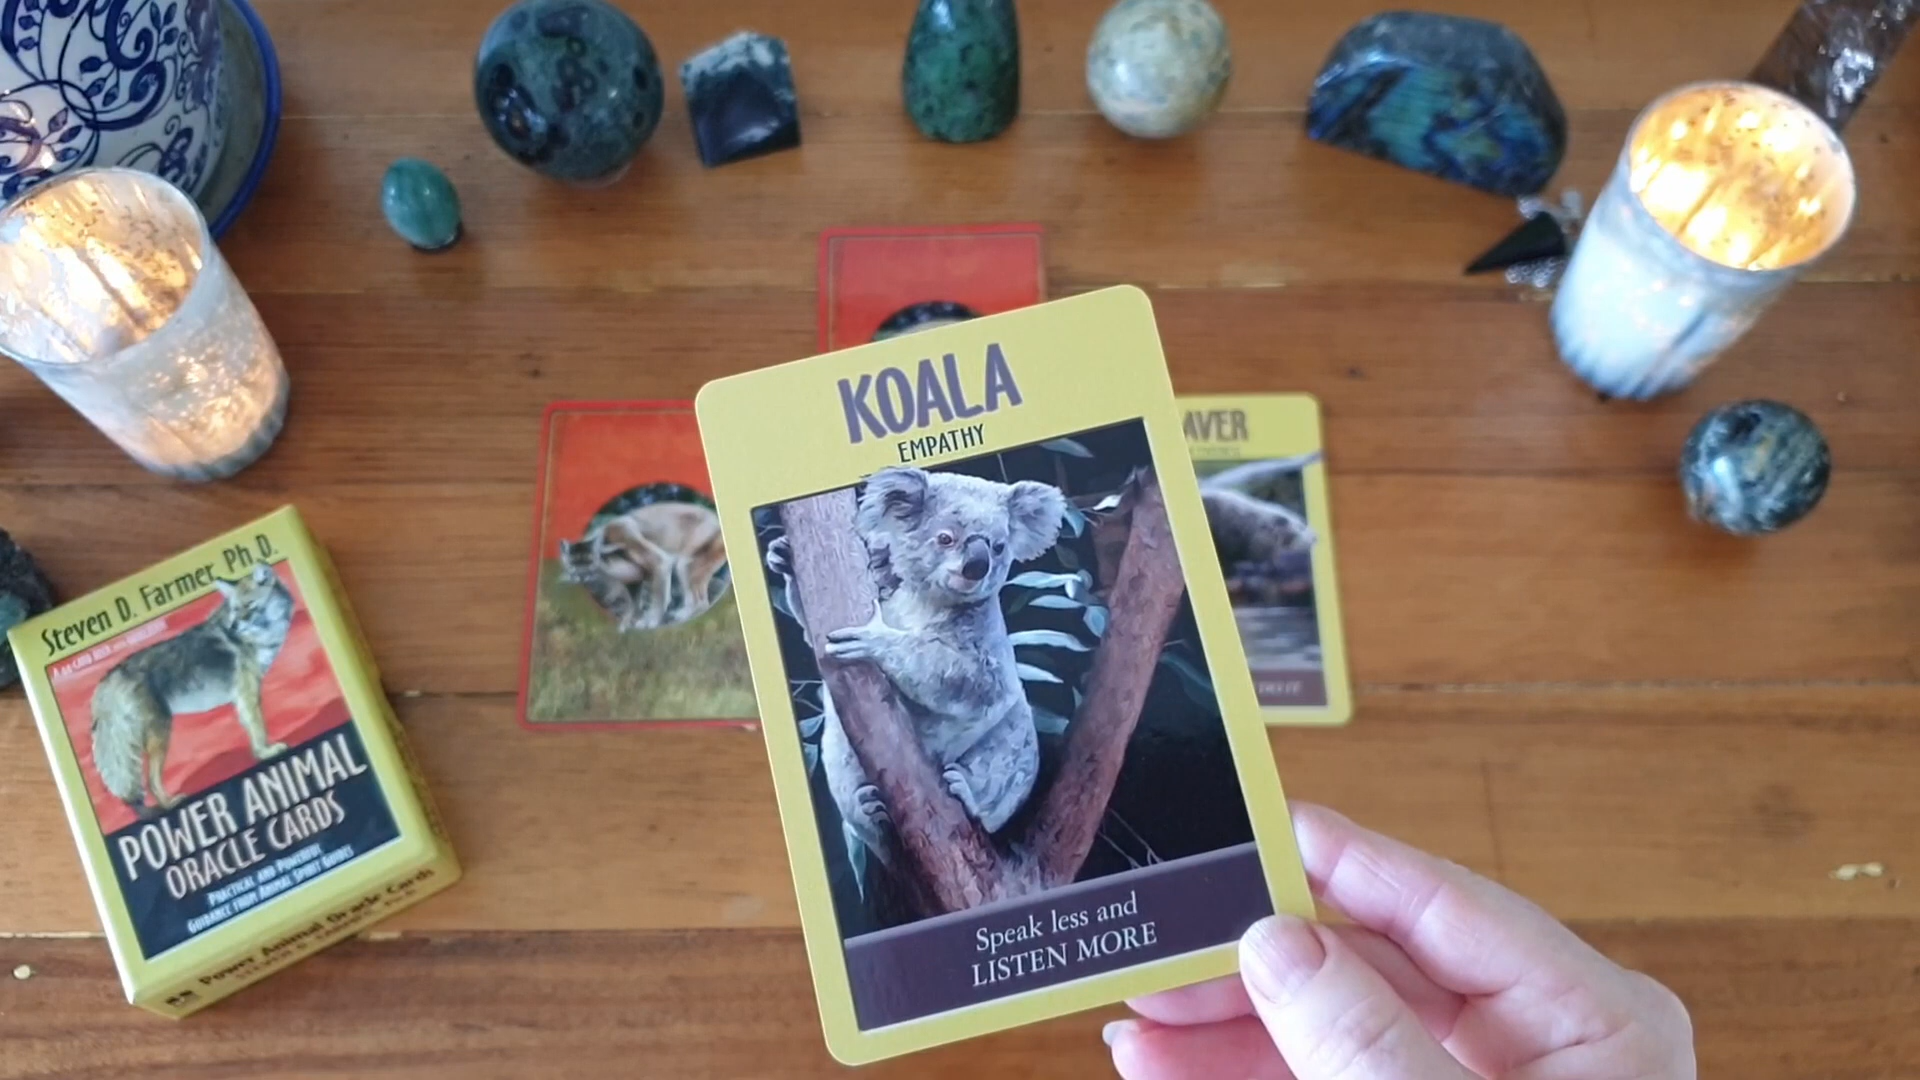 KOALA
EMPATHY
Speak less and
LISTEN MORE
AVER
Steven D. Farmer, Ph.D.
POWER ANIMAL
ORACLE CARDS
PRACTICAL AND POWERFUL
GUIDANCE FROM ANIMAL SPIRIT GUIDES
Power Animal Oracle Cards